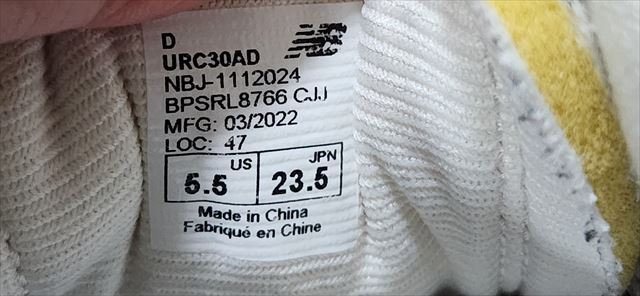 D
URC30AD
NBJ-1112024
BPSRL8766 CJJ
MFG: 03/2022
LOC: 47
5.5 US 23.5 JPN
Made in China
Fabriqué en Chine